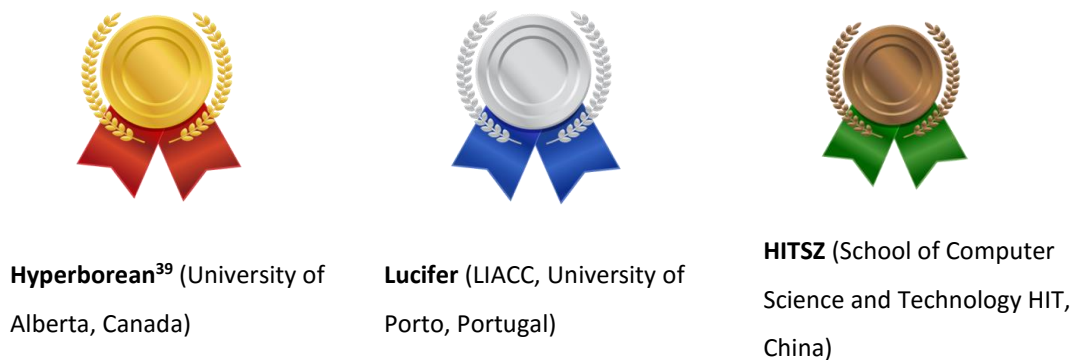 Hyperborean³⁹ (University of
Alberta, Canada)
Lucifer (LIACC, University of
Porto, Portugal)
HITSZ (School of Computer
Science and Technology HIT,
China)